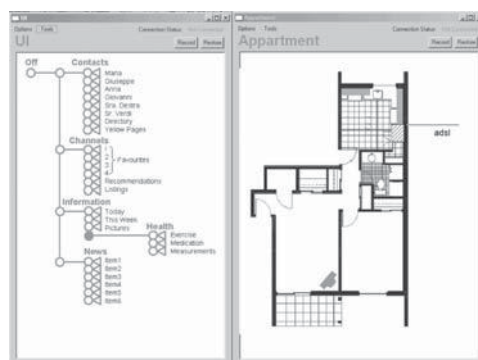 UI
Options Tools Connection Status:
UI
Record Restore
Off
Contacts
Maria
Giuseppe
Anna
Giovanni
Sra. Destra
Sr. Verdi
Directory
Yellow Pages
Channels
1
2
3
4
Favourites
Recommendations
Listings
Information
Today
This Week
Pictures
Health
Exercise
Medication
Measurements
News
Item1
Item2
Item3
Item4
Item5
Item6
Appartment
Options Tools Connection Status:
Appartment
Record Restore
adsl